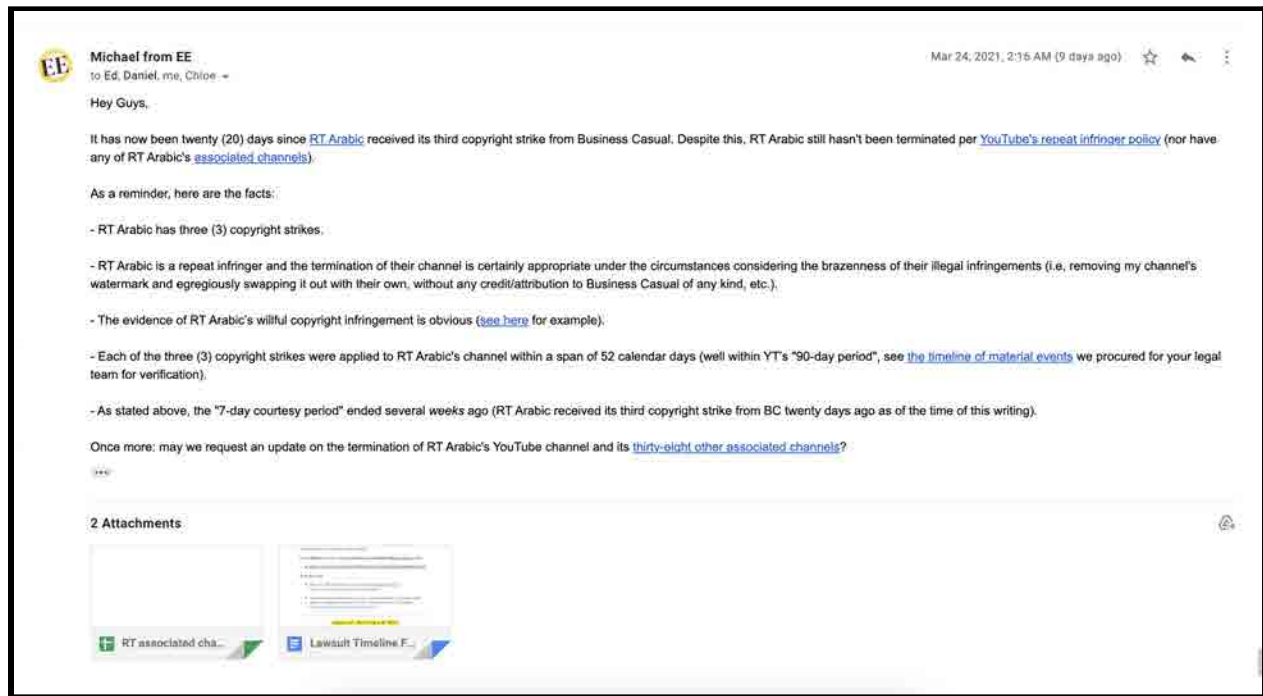 EE
Michael from EE
Mar 24, 2021, 2:16 AM (9 days ago)
to Ed, Daniel, me, Chloe
Hey Guys,
It has now been twenty (20) days since RT Arabic received its third copyright strike from Business Casual. Despite this, RT Arabic still hasn't been terminated per YouTube's repeat infringer policy (nor have
any of RT Arabic's associated channels).
As a reminder, here are the facts:
- RT Arabic has three (3) copyright strikes.
- RT Arabic is a repeat infringer and the termination of their channel is certainly appropriate under the circumstances considering the brazenness of their illegal infringements (i.e, removing my channel's
watermark and egregiously swapping it out with their own, without any credit/attribution to Business Casual of any kind, etc.).
- The evidence of RT Arabic's willful copyright infringement is obvious (see here for example).
- Each of the three (3) copyright strikes were applied to RT Arabic's channel within a span of 52 calendar days (well within YT's "90-day period", see the timeline of material events we procured for your legal
team for verification).
- As stated above, the "7-day courtesy period" ended several weeks ago (RT Arabic received its third copyright strike from BC twenty days ago as of the time of this writing).
Once more: may we request an update on the termination of RT Arabic's YouTube channel and its thirty-eight other associated channels?
2 Attachments
RT associated cha...
Lawsuit Timeline F...